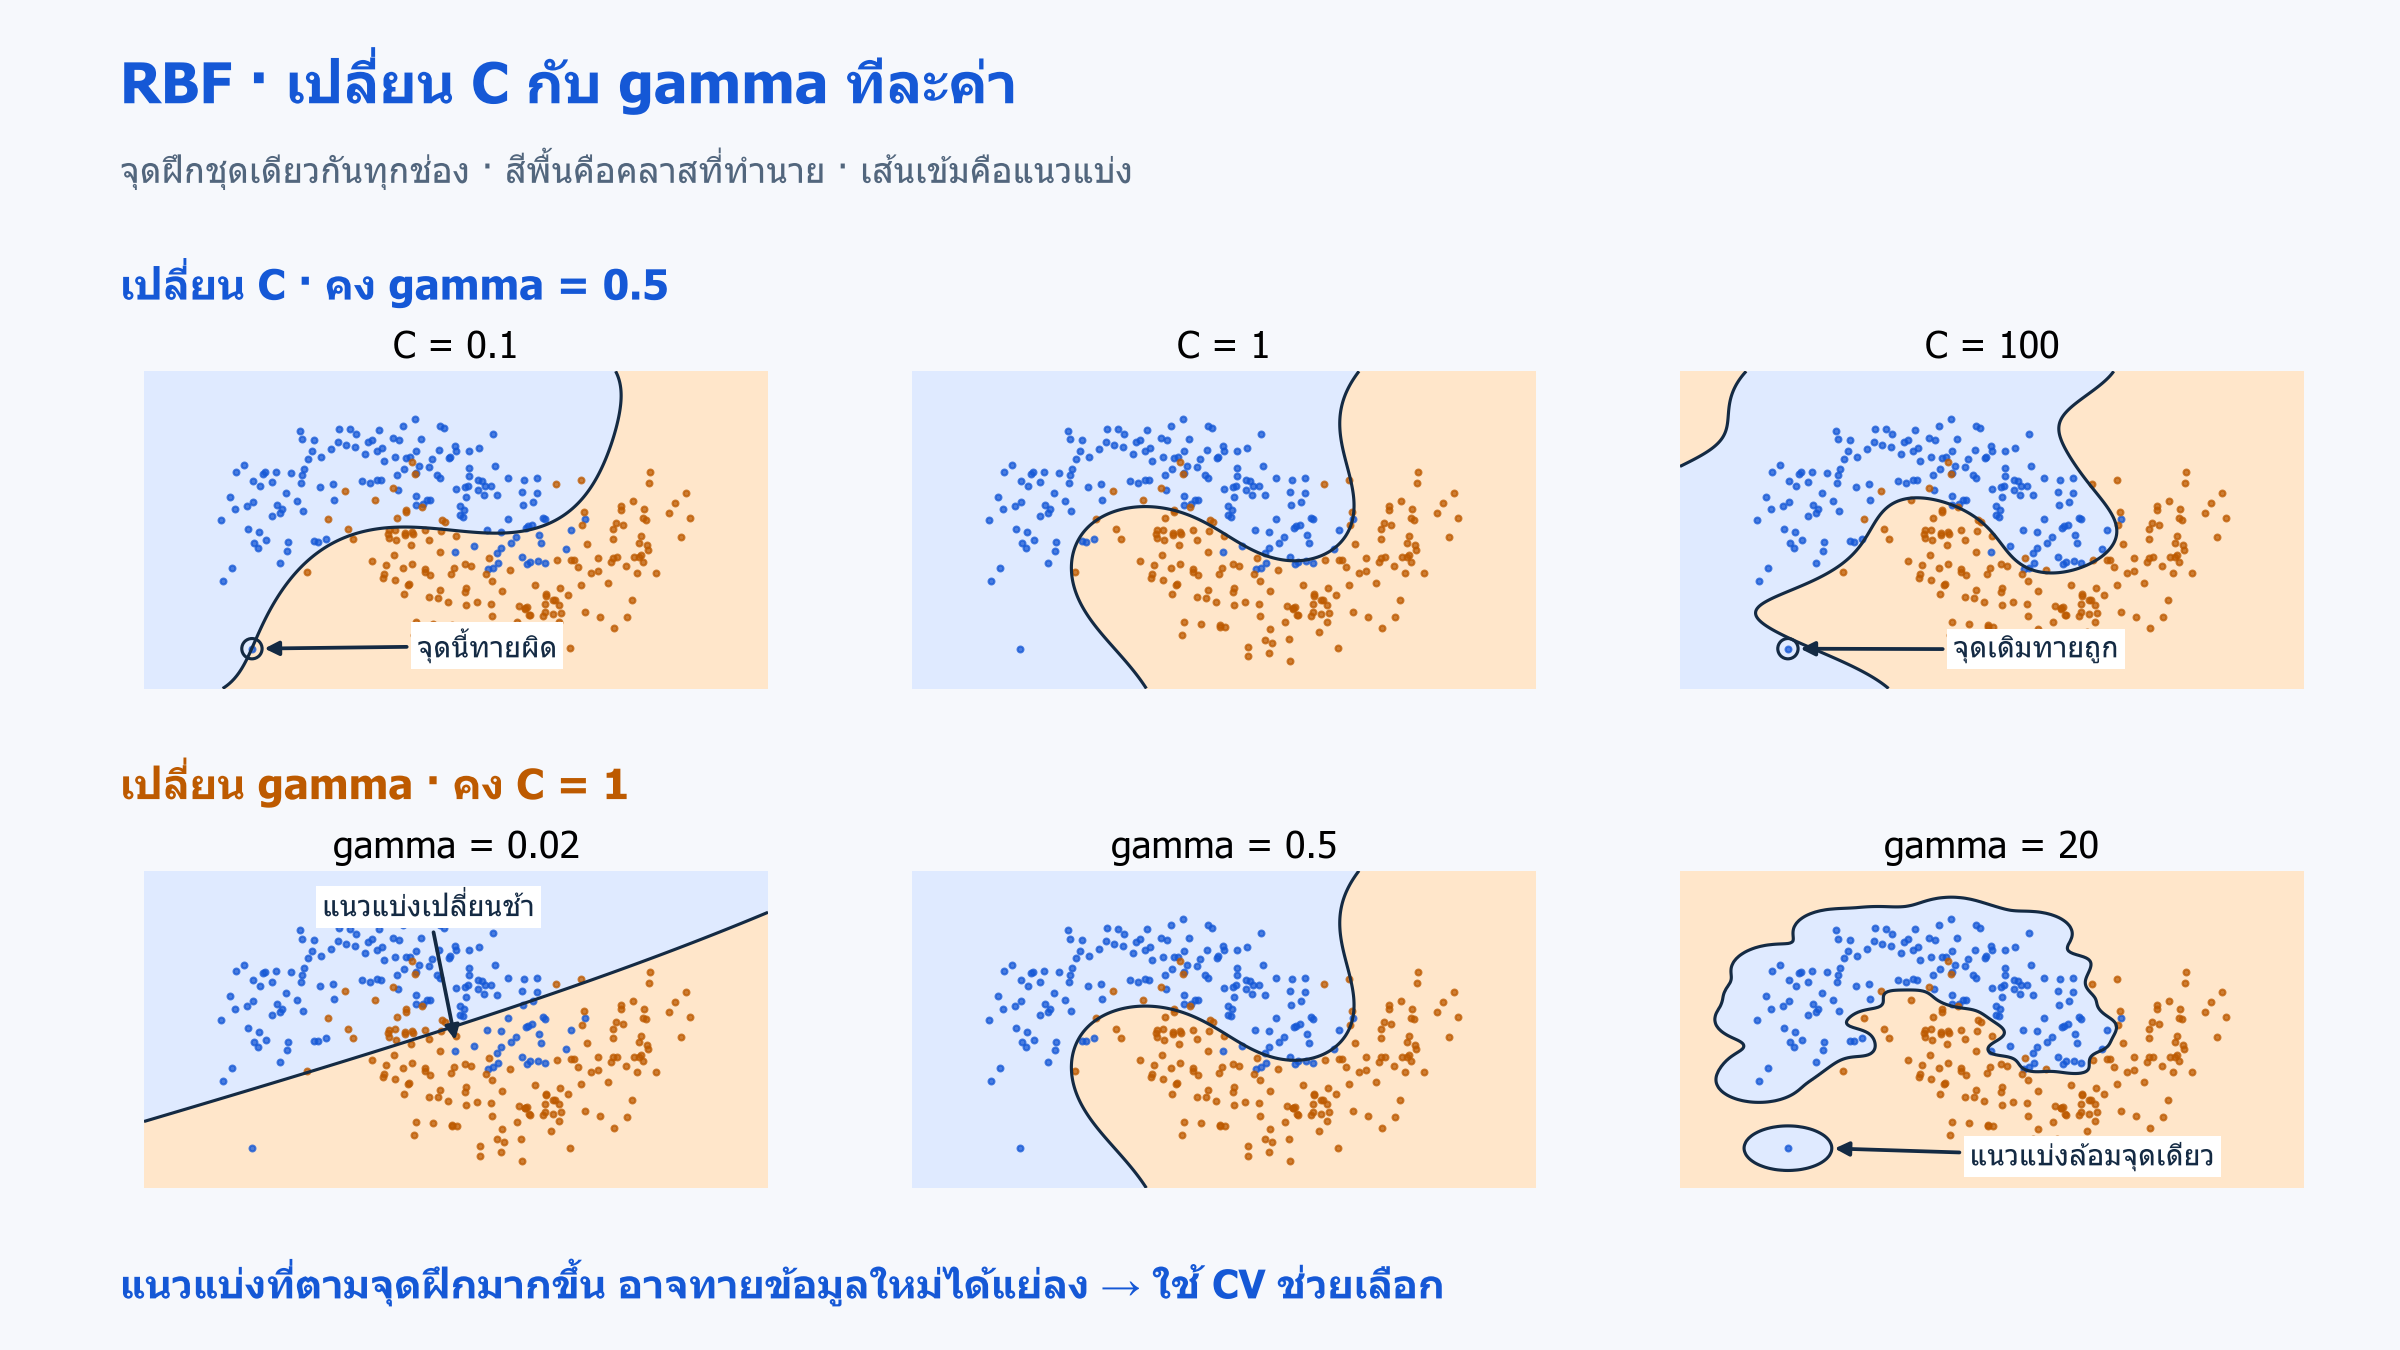 RBF · เปลี่ยน C กับ gamma ทีละค่า
จุดฝึกชุดเดียวกันทุกช่อง · สีพื้นคือคลาสที่ทำนาย · เส้นเข้มคือแนวแบ่ง
เปลี่ยน C · คง gamma = 0.5
C = 0.1
C = 1
C = 100
จุดนี้ทายผิด
จุดเดิมทายถูก
เปลี่ยน gamma · คง C = 1
gamma = 0.02
gamma = 0.5
gamma = 20
แนวแบ่งเปลี่ยนช้า
แนวแบ่งล้อมจุดเดียว
แนวแบ่งที่ตามจุดฝึกมากขึ้น อาจทายข้อมูลใหม่ได้แย่ลง → ใช้ CV ช่วยเลือก